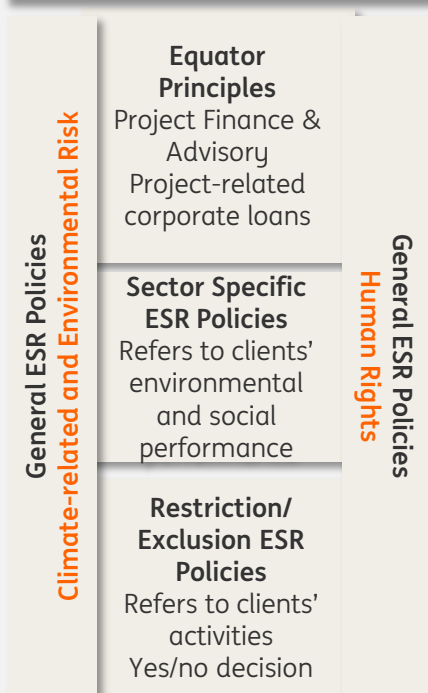 General ESR Policies
Climate-related and Environmental Risk
Equator
Principles
Project Finance &
Advisory
Project-related
corporate loans
Sector Specific
ESR Policies
Refers to clients’
environmental
and social
performance
Restriction/
Exclusion ESR
Policies
Refers to clients’
activities
Yes/no decision
General ESR Policies
Human Rights